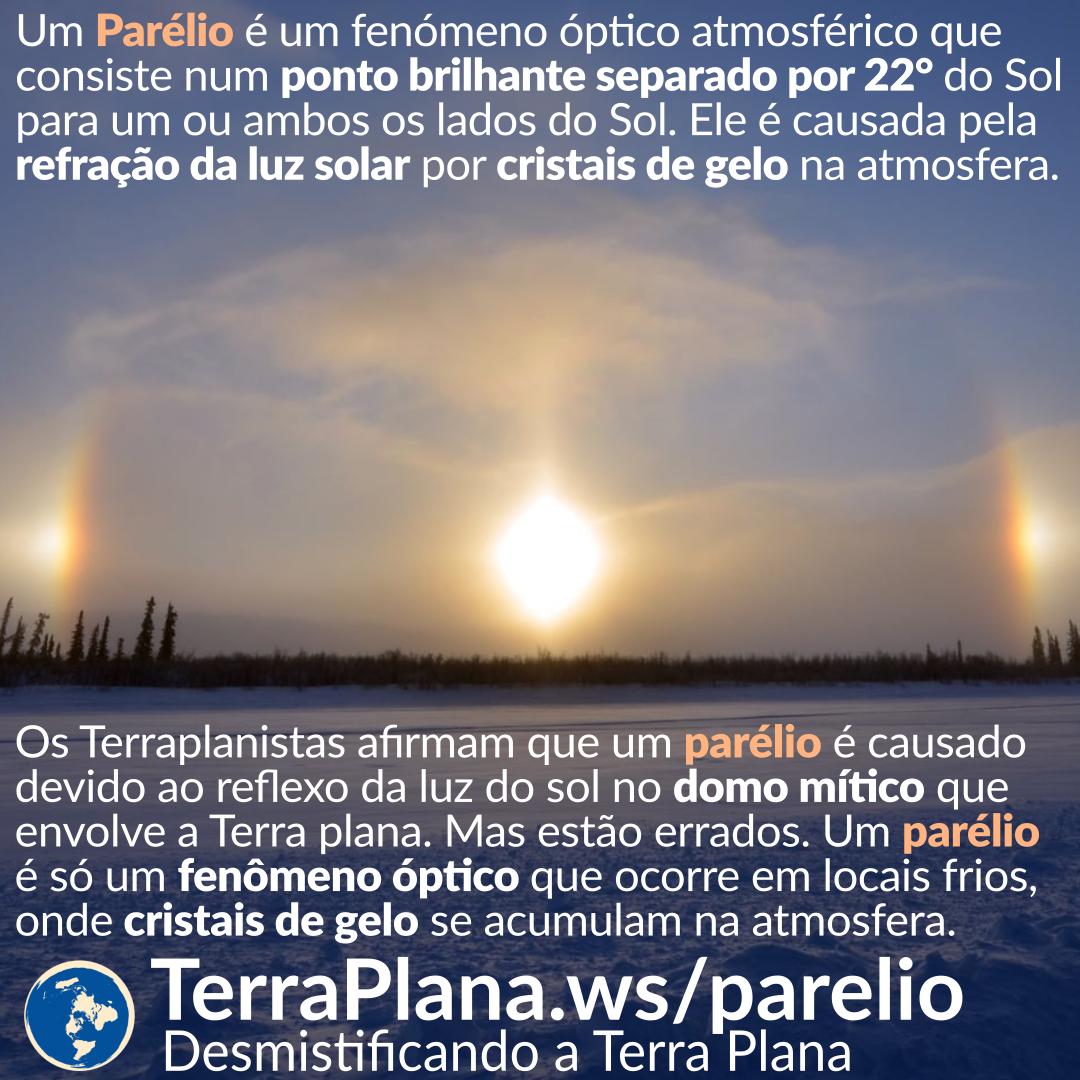 Um Parélio é um fenómeno óptico atmosférico que
consiste num ponto brilhante separado por 22° do Sol
para um ou ambos os lados do Sol. Ele é causada pela
refração da luz solar por cristais de gelo na atmosfera.
Os Terraplanistas afirmam que um parélio é causado
devido ao reflexo da luz do sol no domo mítico que
envolve a Terra plana. Mas estão errados. Um parélio
é só um fenômeno óptico que ocorre em locais frios,
onde cristais de gelo se acumulam na atmosfera.
TerraPlana.ws/parelio
Desmistificando a Terra Plana